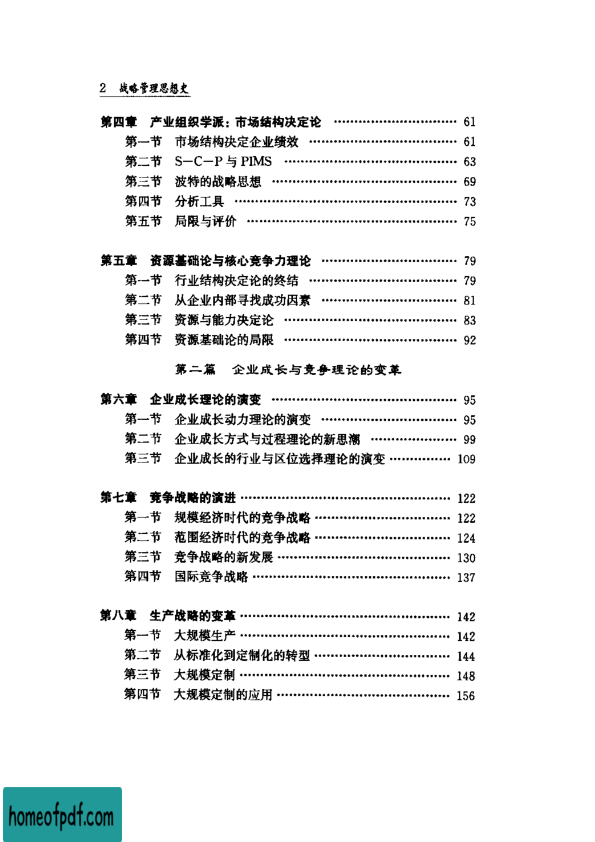 2 战略管理思想史
第四章 产业组织学派：市场结构决定论 ………………………… 61
第一节 市场结构决定企业绩效 ……………………………… 61
第二节 S—C—P 与 PIMS …………………………………… 63
第三节 波特的战略思想 ……………………………………… 69
第四节 分析工具 ……………………………………………… 73
第五节 局限与评价 …………………………………………… 75
第五章 资源基础论与核心竞争力理论 …………………………… 79
第一节 行业结构决定论的终结 ……………………………… 79
第二节 从企业内部寻找成功因素 …………………………… 81
第三节 资源与能力决定论 …………………………………… 83
第四节 资源基础论的局限 …………………………………… 92
第二篇 企业成长与竞争理论的变革
第六章 企业成长理论的演变 ……………………………………… 95
第一节 企业成长动力理论的演变 …………………………… 95
第二节 企业成长方式与过程理论的新思潮 ………………… 99
第三节 企业成长的行业与区位选择理论的演变 …………… 109
第七章 竞争战略的演进 …………………………………………… 122
第一节 规模经济时代的竞争战略 …………………………… 122
第二节 范围经济时代的竞争战略 …………………………… 124
第三节 竞争战略的新发展 …………………………………… 130
第四节 国际竞争战略 ………………………………………… 137
第八章 生产战略的变革 …………………………………………… 142
第一节 大规模生产 …………………………………………… 142
第二节 从标准化到定制化的转型 …………………………… 144
第三节 大规模定制 …………………………………………… 148
第四节 大规模定制的应用 …………………………………… 156
homeofpdf.com